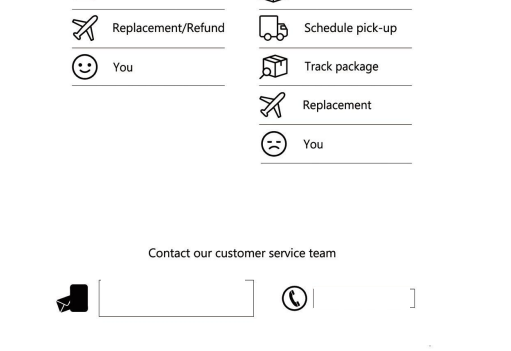 Replacement/Refund
You
Schedule pick-up
Track package
Replacement
You
Contact our customer service team